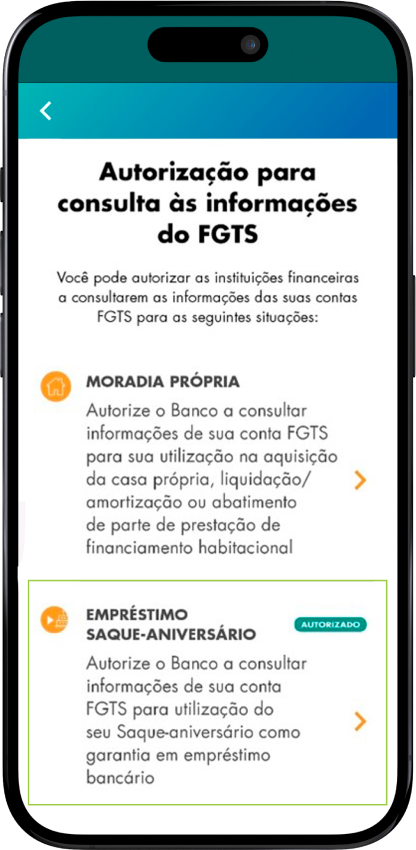 Autorização para
consulta às informações
do FGTS
Você pode autorizar as instituições financeiras
a consultarem as informações das suas contas
FGTS para as seguintes situações:
MORADIA PRÓPRIA
Autorize o Banco a consultar
informações de sua conta FGTS
para sua utilização na aquisição
da casa própria, liquidação/
amortização ou abatimento
de parte de prestação de
financiamento habitacional
EMPRÉSTIMO
SAQUE-ANIVERSÁRIO
AUTORIZADO
Autorize o Banco a consultar
informações de sua conta
FGTS para utilização do
seu Saque-aniversário como
garantia em empréstimo
bancário